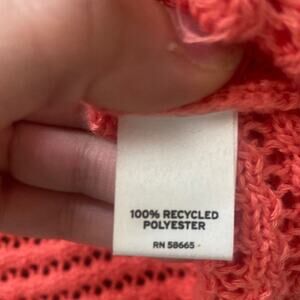 100% RECYCLED
POLYESTER
RN 58665